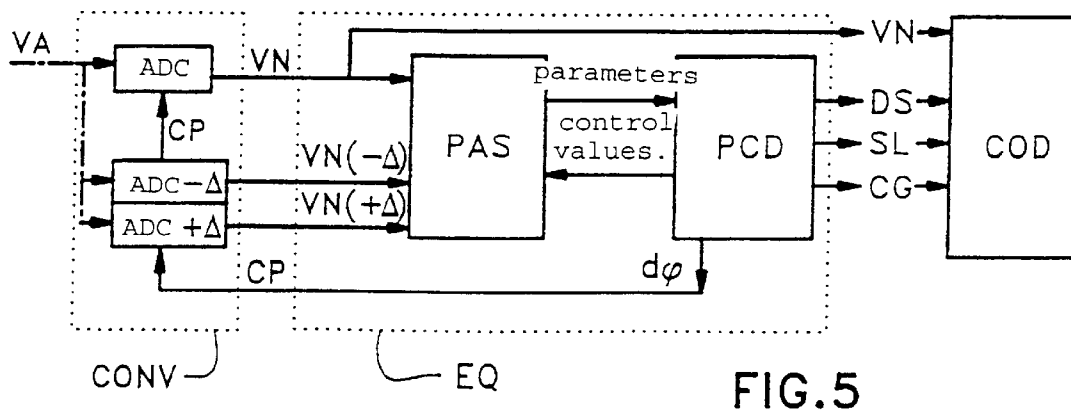 VA
ADC
VN
CP
ADC-Δ
ADC +Δ
VN(-Δ)
VN(+Δ)
CP
PAS
parameters
control
values.
PCD
dφ
VN
DS
SL
CG
COD
CONV
EQ
FIG.5